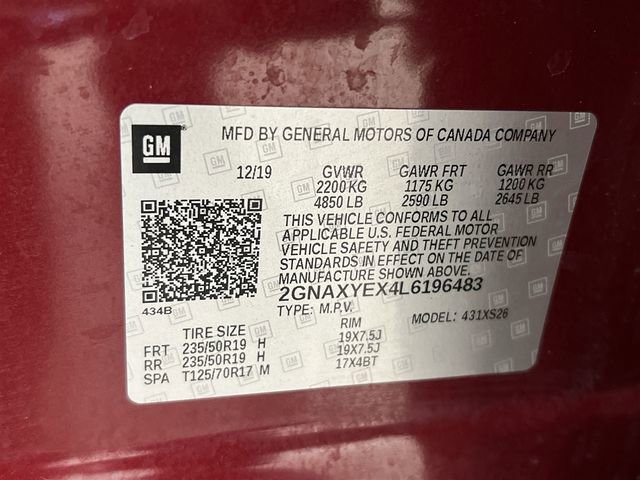 GM MFD BY GENERAL MOTORS OF CANADA COMPANY
12/19 GVWR GAWR FRT GAWR RR
2200 KG 1175 KG 1200 KG
4850 LB 2590 LB 2645 LB
THIS VEHICLE CONFORMS TO ALL
APPLICABLE U.S. FEDERAL MOTOR
VEHICLE SAFETY AND THEFT PREVENTION
STANDARDS IN EFFECT ON THE DATE OF
MANUFACTURE SHOWN ABOVE.
434B 2GNAXYEX4L6196483
TYPE: M.P.V. MODEL: 431XS26
TIRE SIZE RIM
FRT 235/50R19 H 19X7.5J
RR 235/50R19 H 19X7.5J
SPA T125/70R17 M 17X4BT